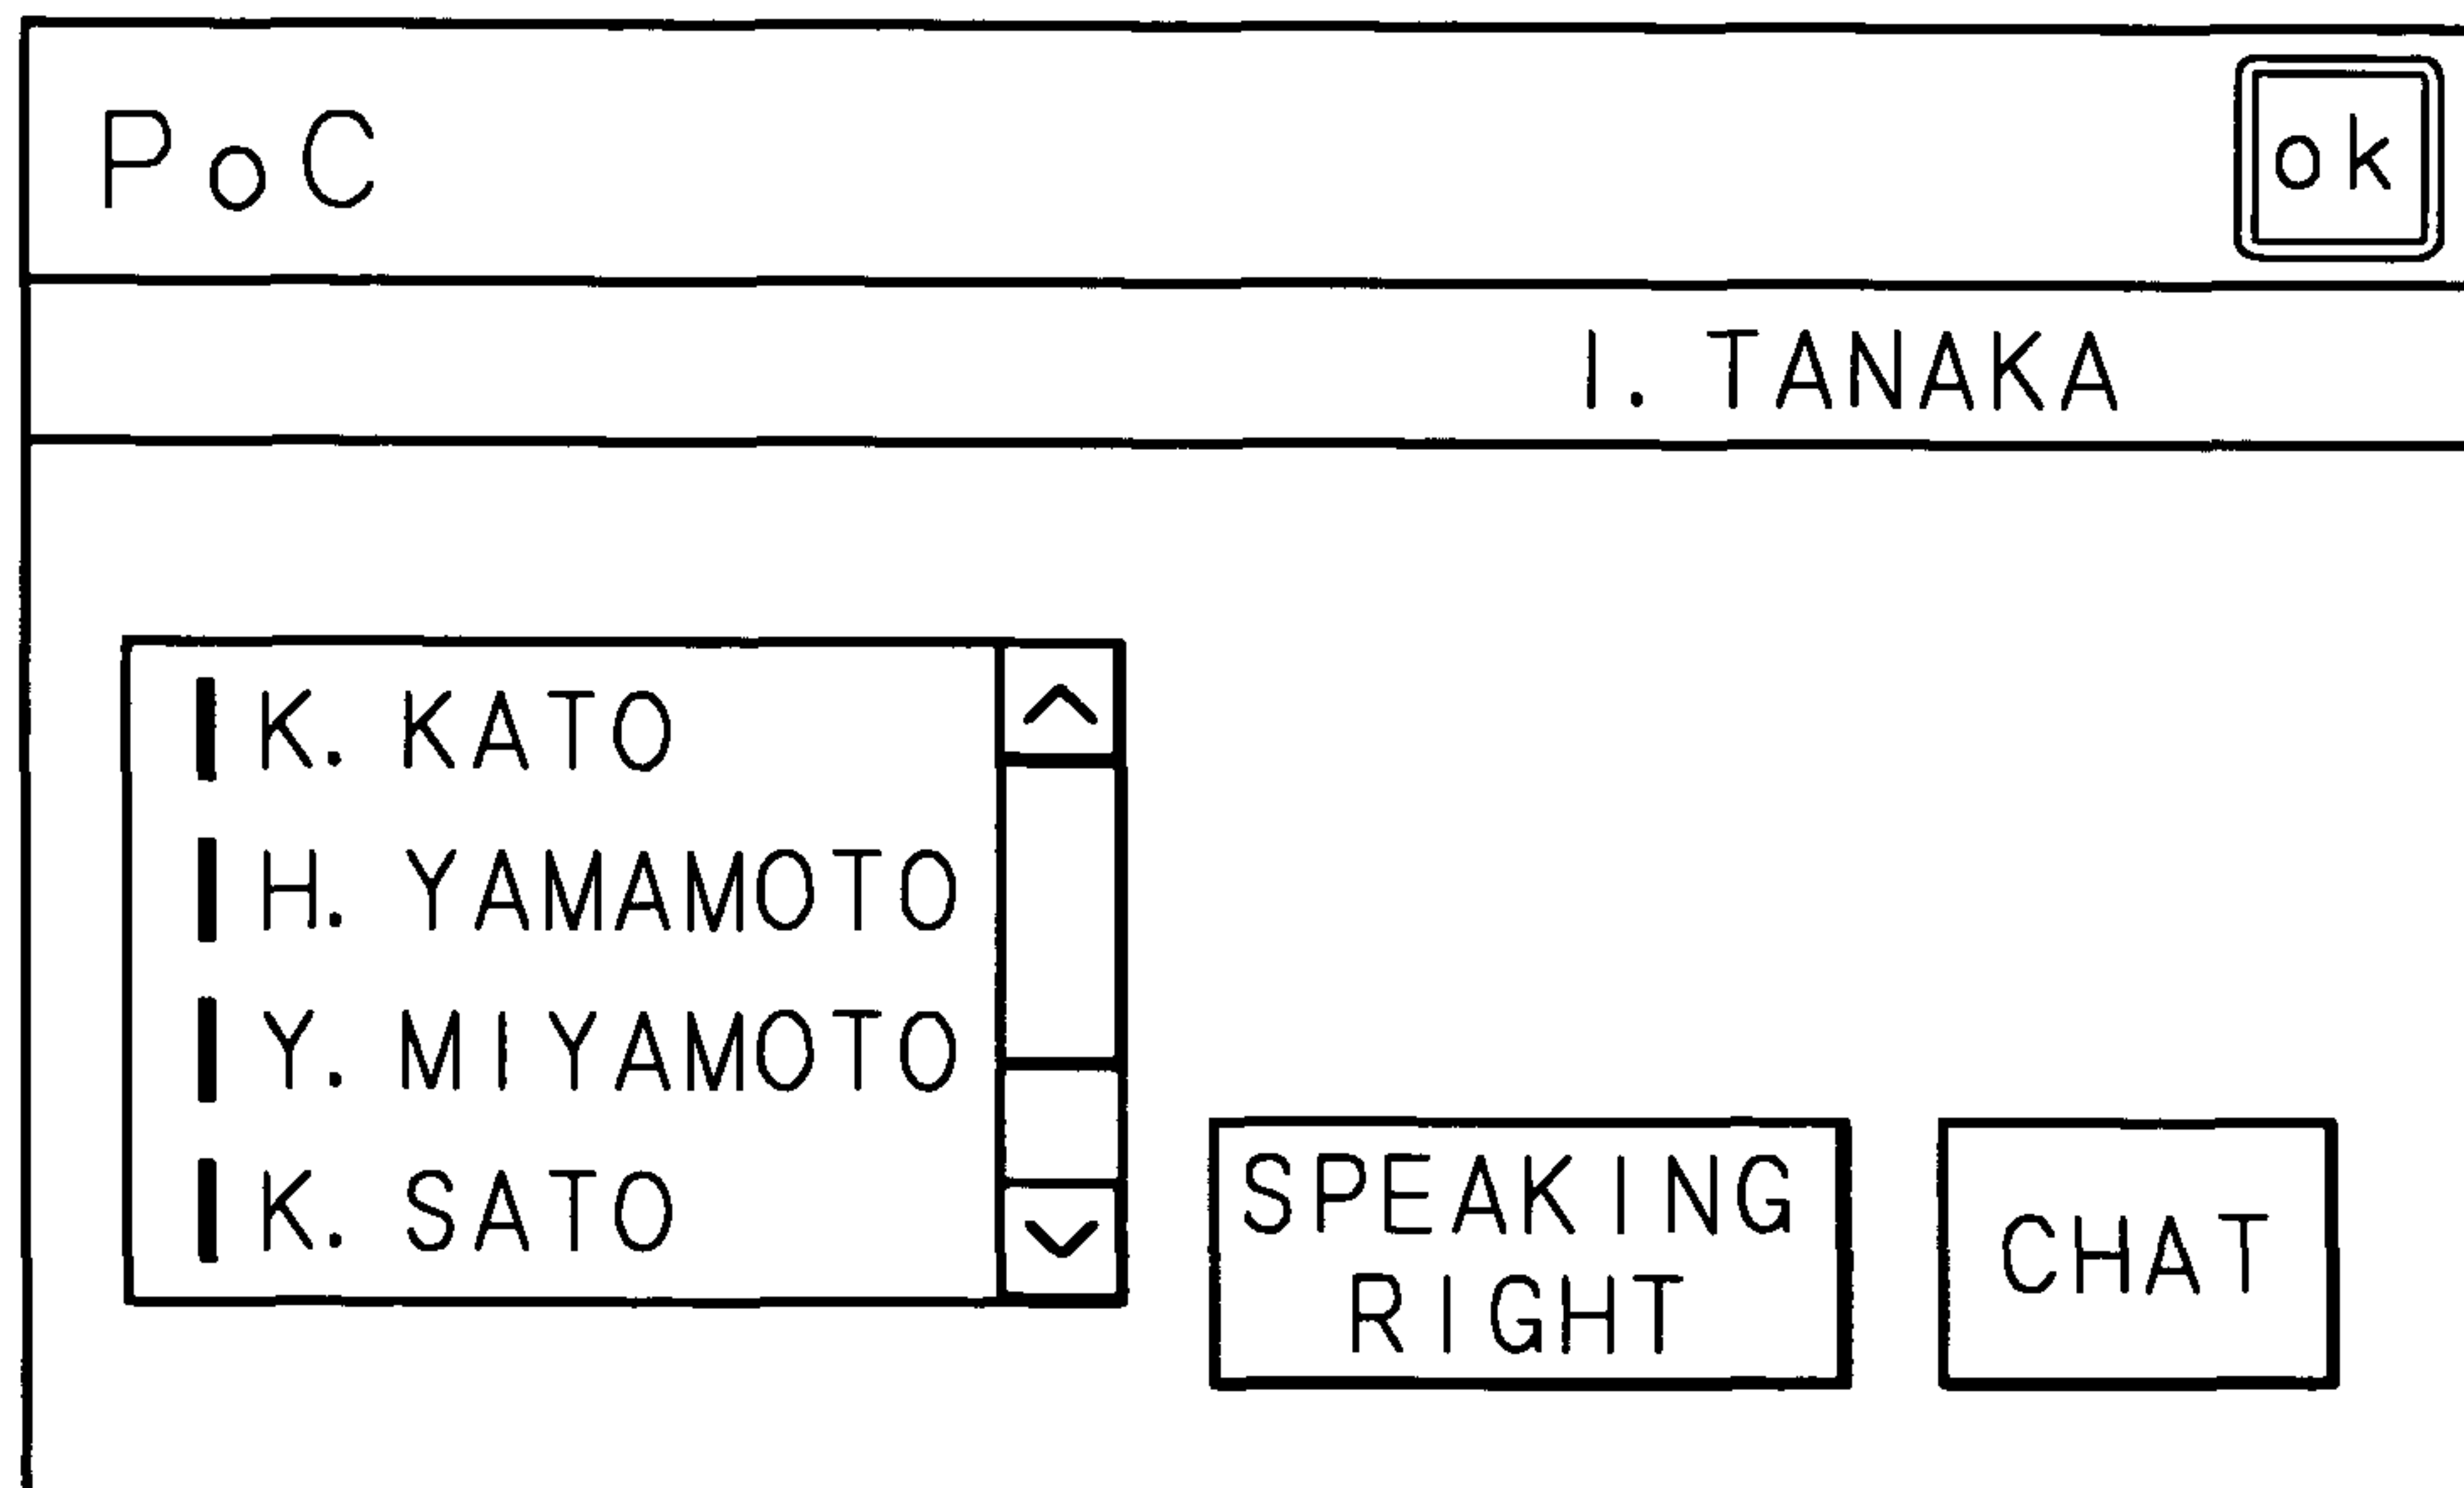 PoC
ok
I. TANAKA
K. KATO
H. YAMAMOTO
Y. MIYAMOTO
K. SATO
SPEAKING
RIGHT
CHAT